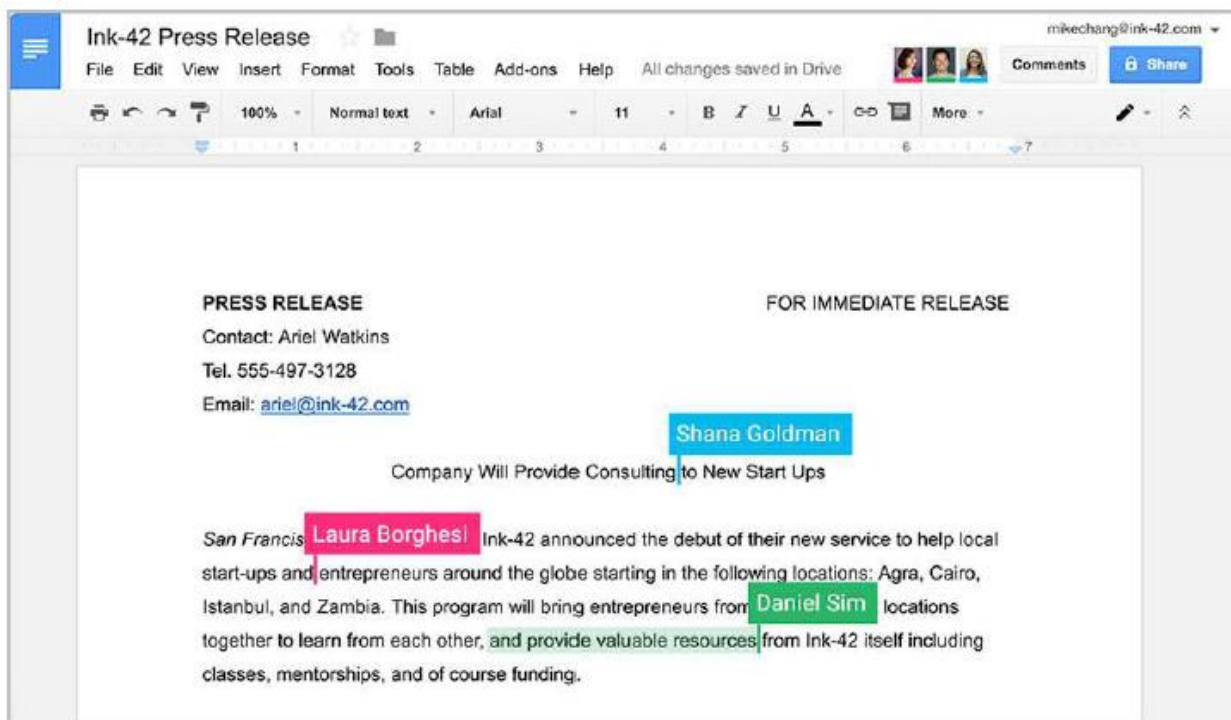 Ink-42 Press Release
mikechang@ink-42.com
File Edit View Insert Format Tools Table Add-ons Help All changes saved in Drive
Comments Share
100% Normal text Arial 11 B I U A More
1 2 3 4 5 6 7
PRESS RELEASE FOR IMMEDIATE RELEASE
Contact: Ariel Watkins
Tel. 555-497-3128
Email: ariel@ink-42.com
Shana Goldman
Company Will Provide Consulting to New Start Ups
San Francis Laura Borghesi Ink-42 announced the debut of their new service to help local
start-ups and entrepreneurs around the globe starting in the following locations: Agra, Cairo,
Istanbul, and Zambia. This program will bring entrepreneurs from Daniel Sim locations
together to learn from each other, and provide valuable resources from Ink-42 itself including
classes, mentorships, and of course funding.